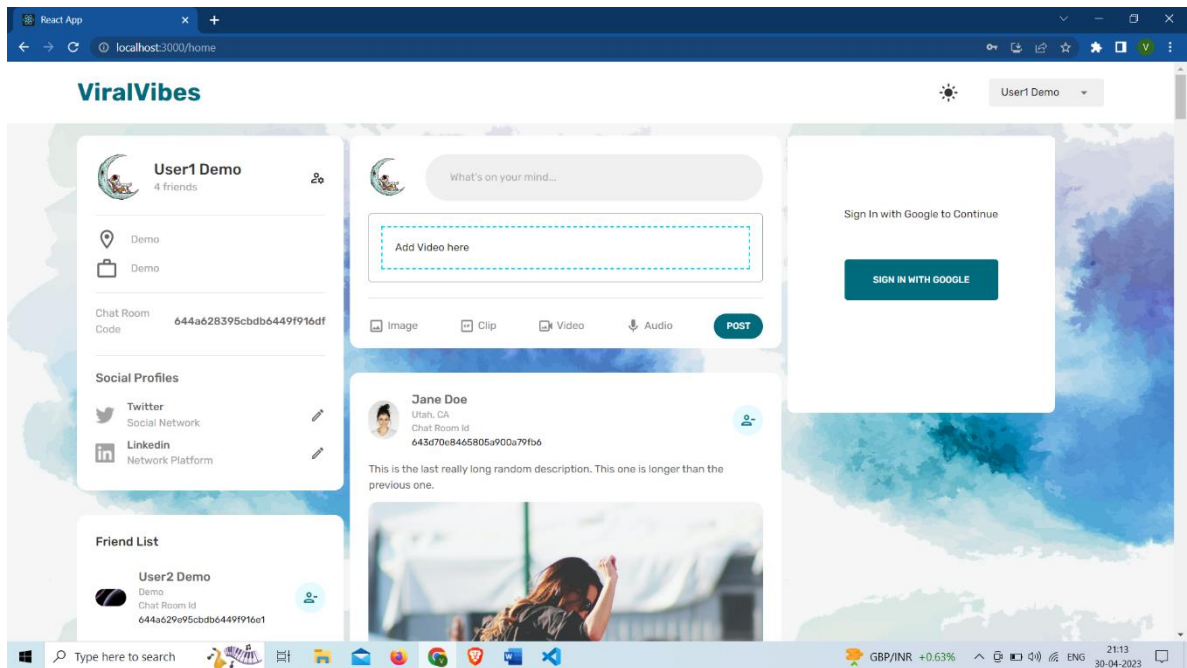 React App
localhost:3000/home
V
ViralVibes
User1 Demo
User1 Demo
4 friends
Demo
Demo
Chat Room
Code
644a628395cbdb6449f916df
Social Profiles
Twitter
Social Network
Linkedin
Network Platform
Friend List
User2 Demo
Demo
Chat Room Id
644a629e95cbdb6449f916e1
What's on your mind...
Add Video here
Image
Clip
Video
Audio
POST
Jane Doe
Utah, CA
Chat Room Id
643d70e8465805a900a79fb6
This is the last really long random description. This one is longer than the
previous one.
Sign In with Google to Continue
SIGN IN WITH GOOGLE
Type here to search
GBP/INR +0.63%
ENG
21:13
30-04-2023